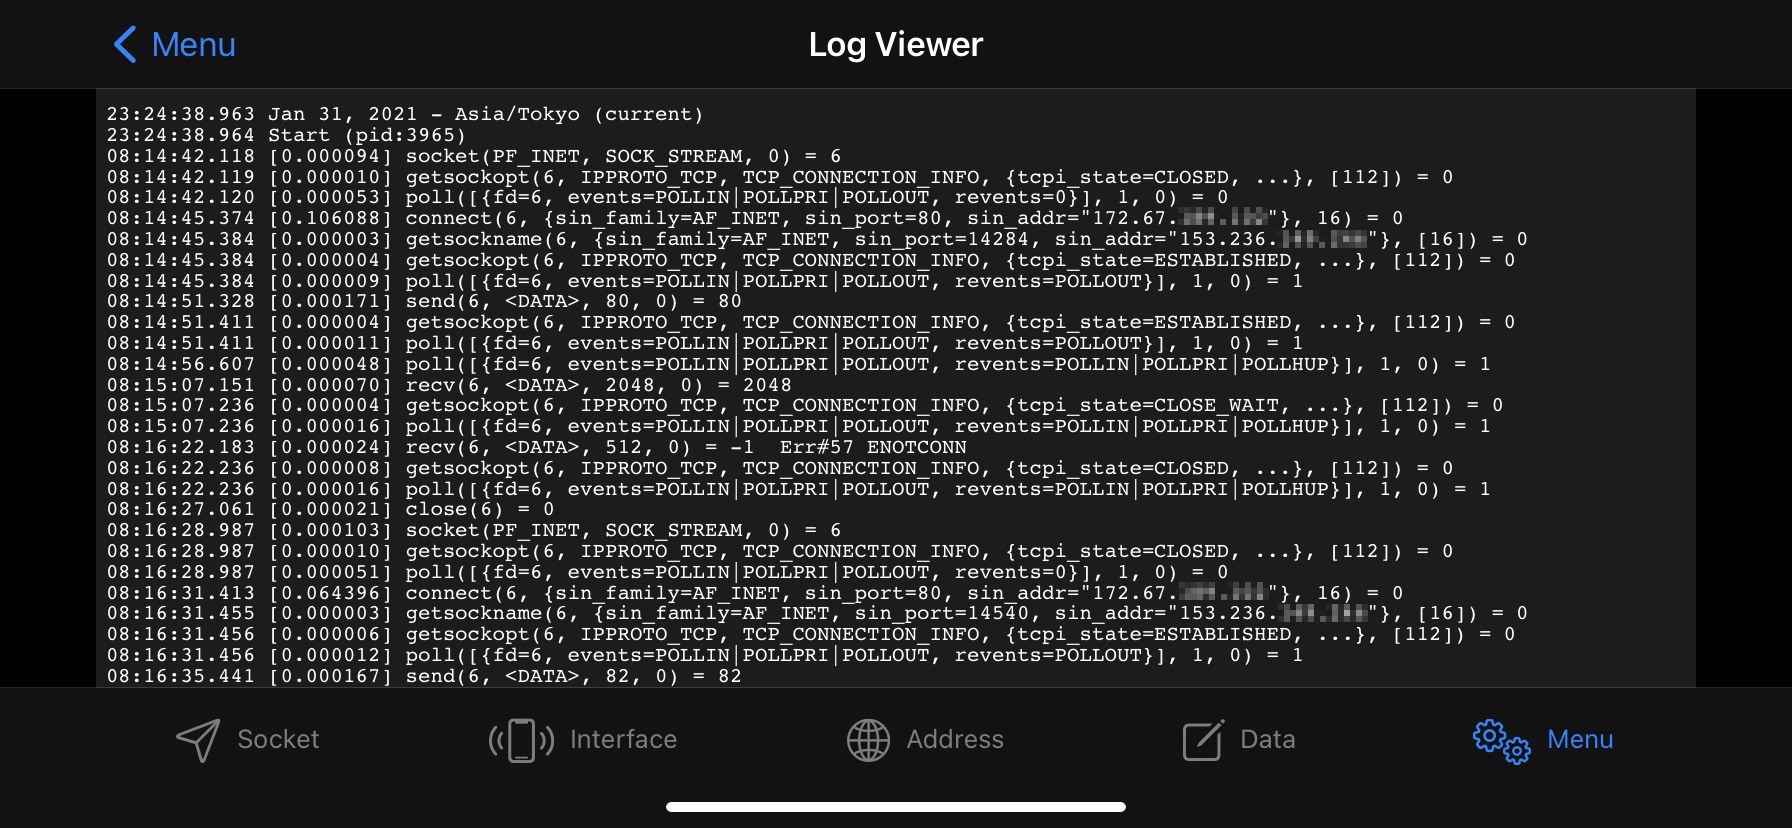 Menu
Log Viewer
23:24:38.963 Jan 31, 2021 - Asia/Tokyo (current)
23:24:38.964 Start (pid:3965)
08:14:42.118 [0.000094] socket(PF_INET, SOCK_STREAM, 0) = 6
08:14:42.119 [0.000010] getsockopt(6, IPPROTO_TCP, TCP_CONNECTION_INFO, {tcpi_state=CLOSED, ...}, [112]) = 0
08:14:42.120 [0.000053] poll([{fd=6, events=POLLIN|POLLPRI|POLLOUT, revents=0}], 1, 0) = 0
08:14:45.374 [0.106088] connect(6, {sin_family=AF_INET, sin_port=80, sin_addr="172.67. . "}, 16) = 0
08:14:45.384 [0.000003] getsockname(6, {sin_family=AF_INET, sin_port=14284, sin_addr="153.236. . "}, [16]) = 0
08:14:45.384 [0.000004] getsockopt(6, IPPROTO_TCP, TCP_CONNECTION_INFO, {tcpi_state=ESTABLISHED, ...}, [112]) = 0
08:14:45.384 [0.000009] poll([{fd=6, events=POLLIN|POLLPRI|POLLOUT, revents=POLLOUT}], 1, 0) = 1
08:14:51.328 [0.000171] send(6, <DATA>, 80, 0) = 80
08:14:51.411 [0.000004] getsockopt(6, IPPROTO_TCP, TCP_CONNECTION_INFO, {tcpi_state=ESTABLISHED, ...}, [112]) = 0
08:14:51.411 [0.000011] poll([{fd=6, events=POLLIN|POLLPRI|POLLOUT, revents=POLLOUT}], 1, 0) = 1
08:14:56.607 [0.000048] poll([{fd=6, events=POLLIN|POLLPRI|POLLOUT, revents=POLLIN|POLLPRI|POLLHUP}], 1, 0) = 1
08:15:07.151 [0.000070] recv(6, <DATA>, 2048, 0) = 2048
08:15:07.236 [0.000004] getsockopt(6, IPPROTO_TCP, TCP_CONNECTION_INFO, {tcpi_state=CLOSE_WAIT, ...}, [112]) = 0
08:15:07.236 [0.000016] poll([{fd=6, events=POLLIN|POLLPRI|POLLOUT, revents=POLLIN|POLLPRI|POLLHUP}], 1, 0) = 1
08:16:22.183 [0.000024] recv(6, <DATA>, 512, 0) = -1  Err#57 ENOTCONN
08:16:22.236 [0.000008] getsockopt(6, IPPROTO_TCP, TCP_CONNECTION_INFO, {tcpi_state=CLOSED, ...}, [112]) = 0
08:16:22.236 [0.000016] poll([{fd=6, events=POLLIN|POLLPRI|POLLOUT, revents=POLLIN|POLLPRI|POLLHUP}], 1, 0) = 1
08:16:27.061 [0.000021] close(6) = 0
08:16:28.987 [0.000103] socket(PF_INET, SOCK_STREAM, 0) = 6
08:16:28.987 [0.000010] getsockopt(6, IPPROTO_TCP, TCP_CONNECTION_INFO, {tcpi_state=CLOSED, ...}, [112]) = 0
08:16:28.987 [0.000051] poll([{fd=6, events=POLLIN|POLLPRI|POLLOUT, revents=0}], 1, 0) = 0
08:16:31.413 [0.064396] connect(6, {sin_family=AF_INET, sin_port=80, sin_addr="172.67. . "}, 16) = 0
08:16:31.455 [0.000003] getsockname(6, {sin_family=AF_INET, sin_port=14540, sin_addr="153.236. . "}, [16]) = 0
08:16:31.456 [0.000006] getsockopt(6, IPPROTO_TCP, TCP_CONNECTION_INFO, {tcpi_state=ESTABLISHED, ...}, [112]) = 0
08:16:31.456 [0.000012] poll([{fd=6, events=POLLIN|POLLPRI|POLLOUT, revents=POLLOUT}], 1, 0) = 1
08:16:35.441 [0.000167] send(6, <DATA>, 82, 0) = 82
Socket
Interface
Address
Data
Menu